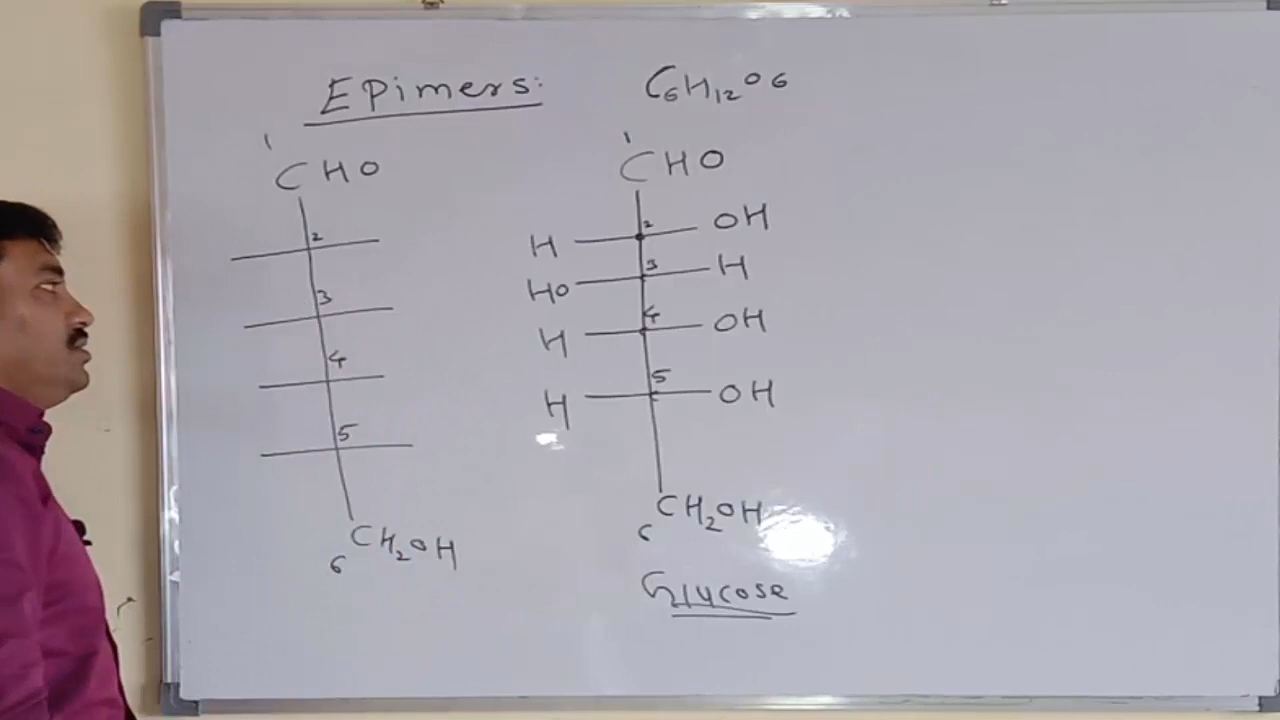 EPimers:
C6H12O6
1
CHO
2
3
4
5
6 CH2OH
1
CHO
H 2 OH
HO 3 H
H 4 OH
H 5 OH
6 CH2OH
Glucose